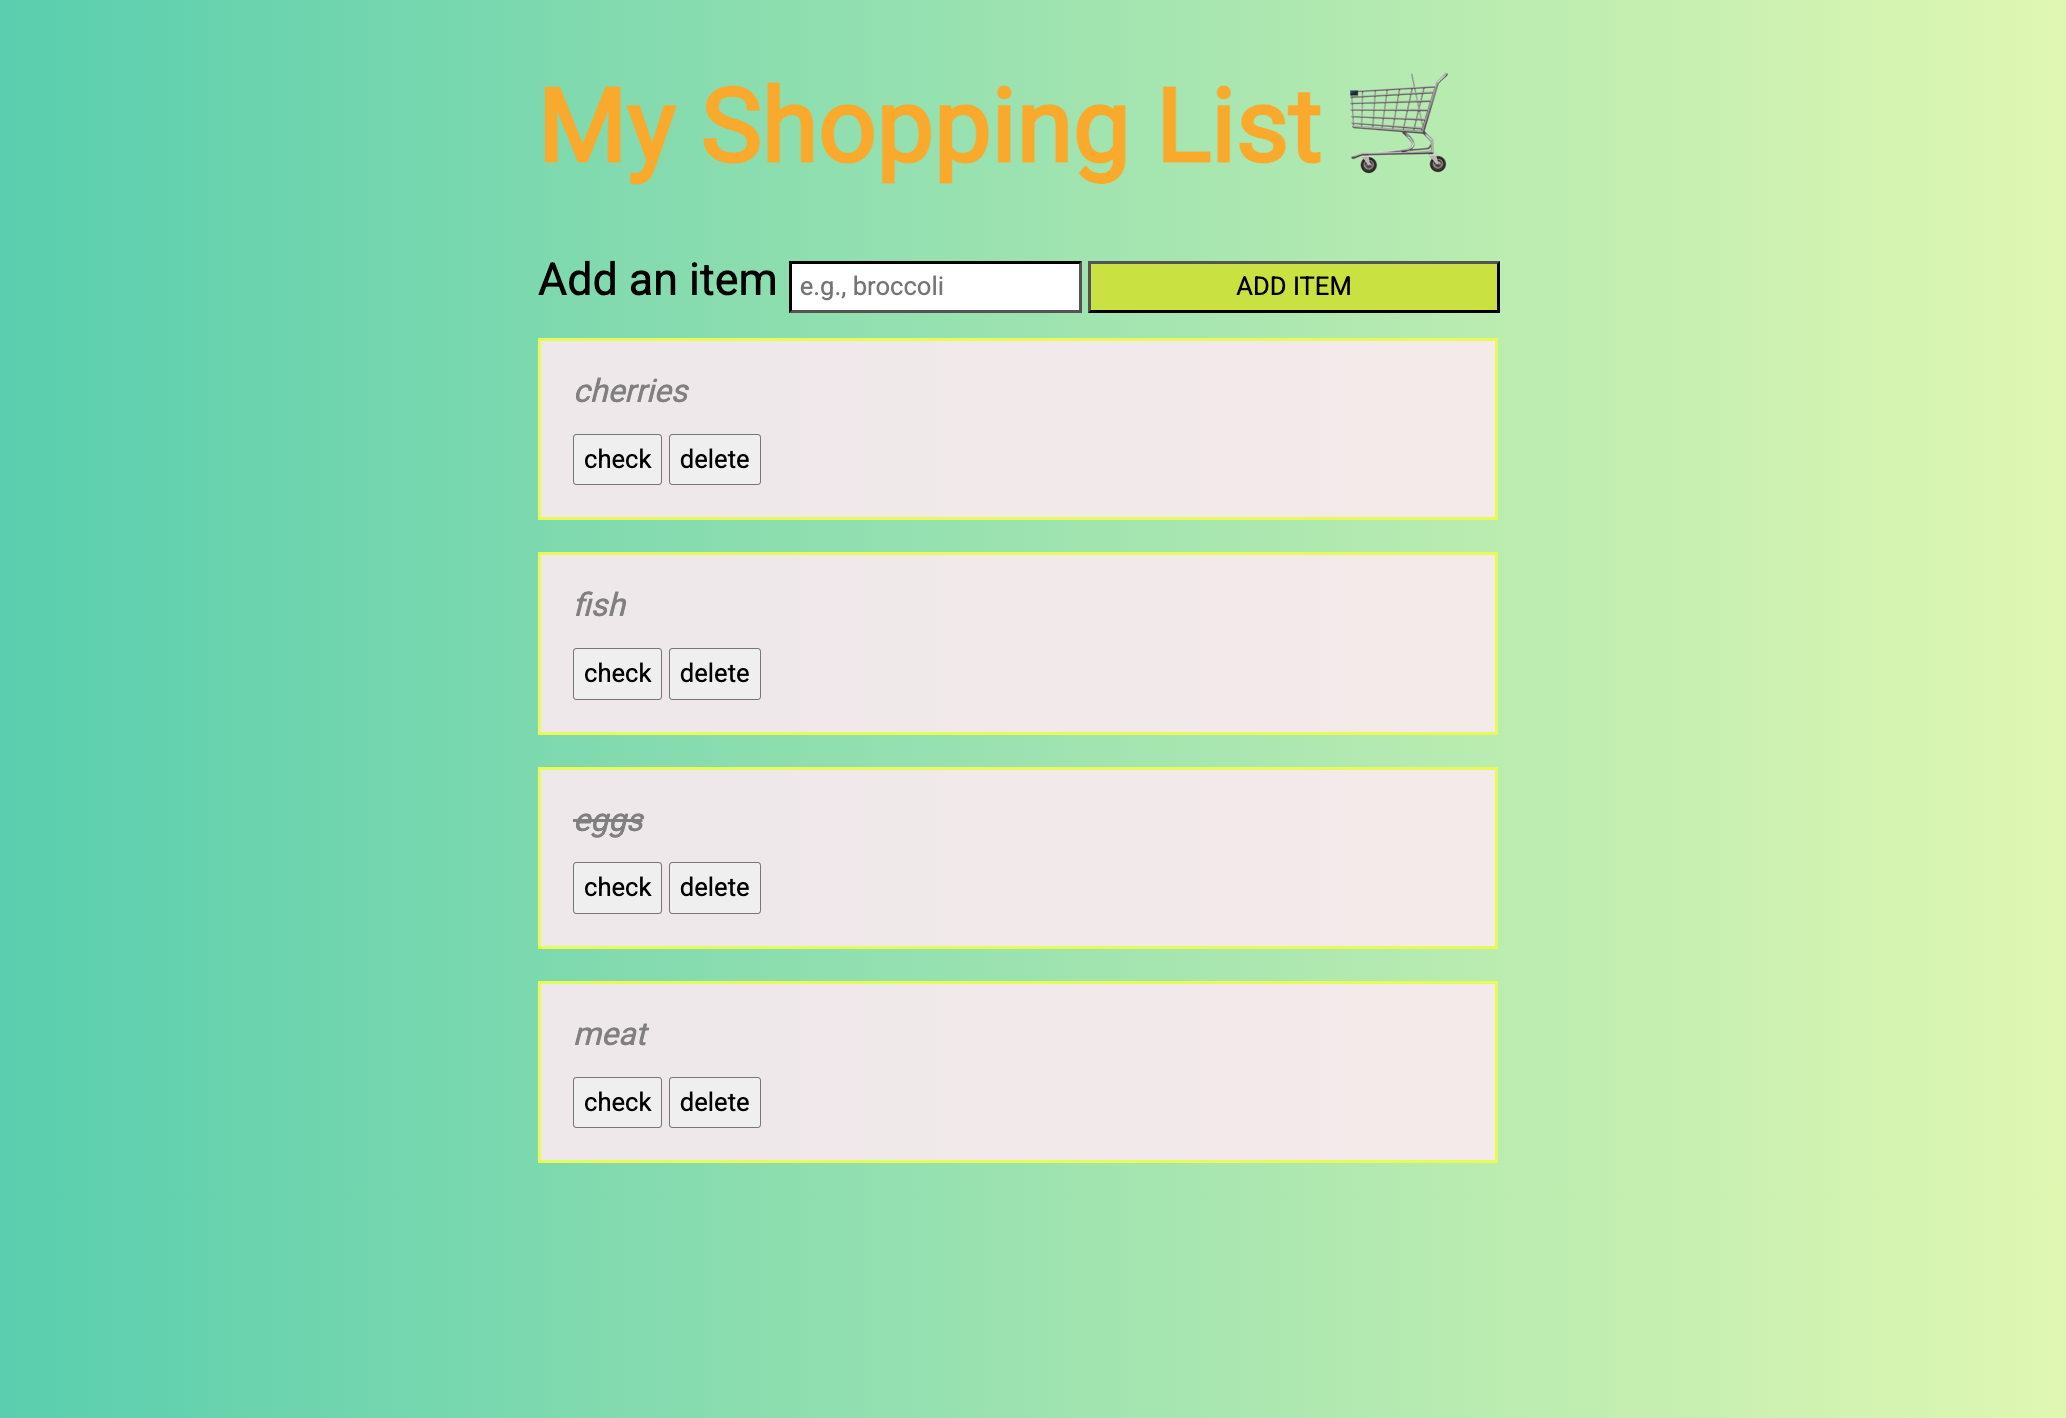 My Shopping List
Add an item e.g., broccoli ADD ITEM
cherries
check delete
fish
check delete
eggs
check delete
meat
check delete